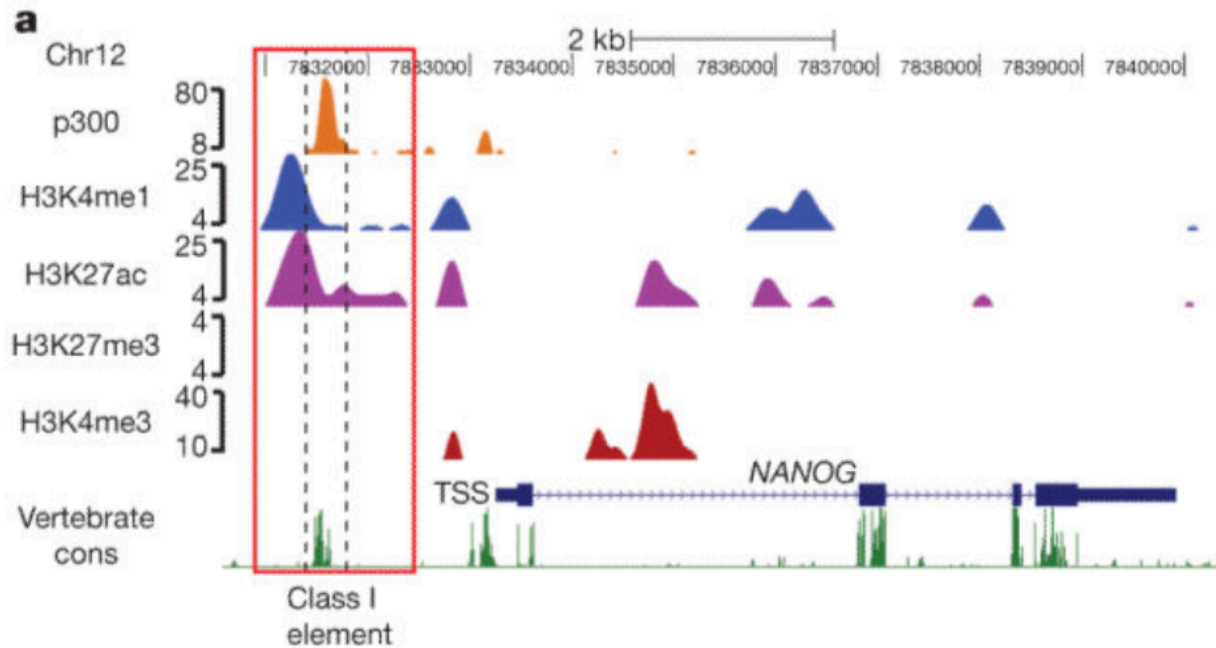 a
2 kb
Chr12
7832000 7833000 7834000 7835000 7836000 7837000 7838000 7839000 7840000
p300
80
8
H3K4me1
25
4
H3K27ac
25
4
H3K27me3
4
4
H3K4me3
40
10
NANOG
TSS
Vertebrate
cons
Class I
element